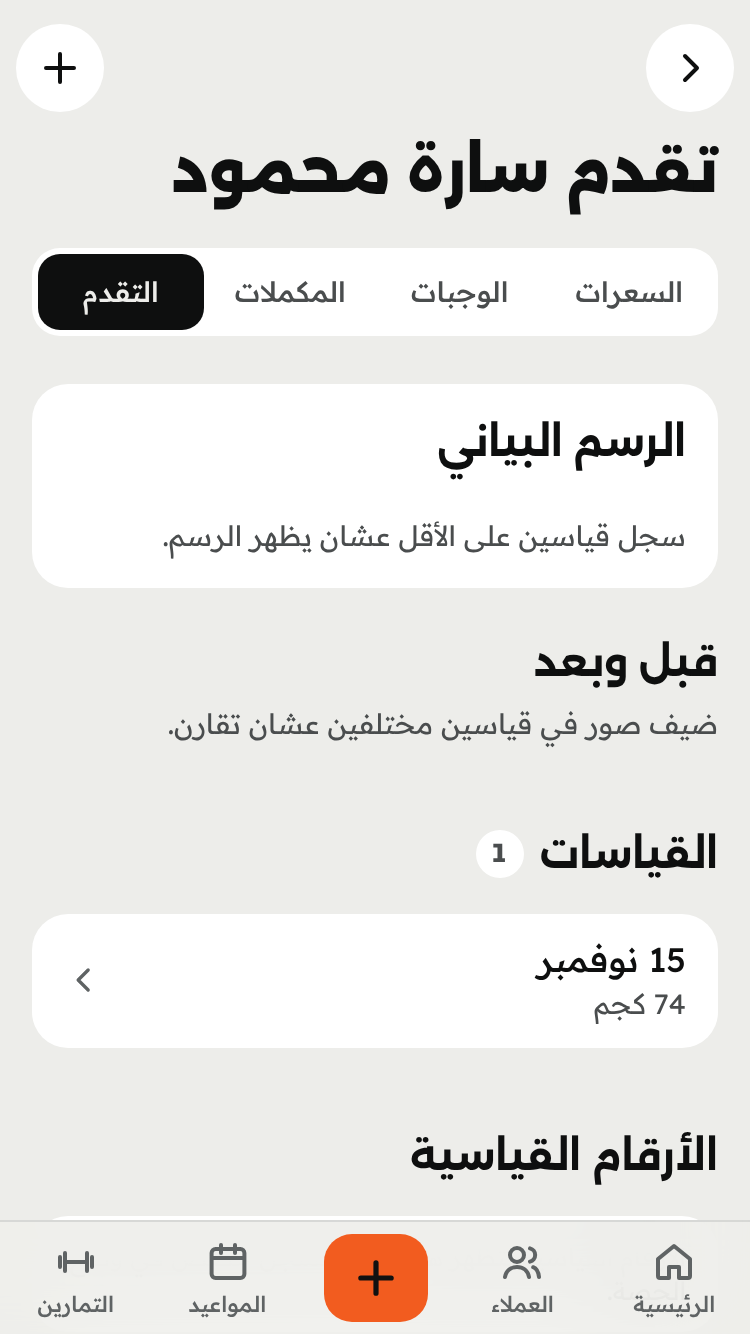 تقدم سارة محمود
السعرات
الوجبات
المكملات
التقدم
الرسم البياني
سجل قياسين على الأقل عشان يظهر الرسم.
قبل وبعد
ضيف صور في قياسين مختلفين عشان تقارن.
القياسات 1
15 نوفمبر
74 كجم
الأرقام القياسية
الرئيسية
العملاء
المواعيد
التمارين